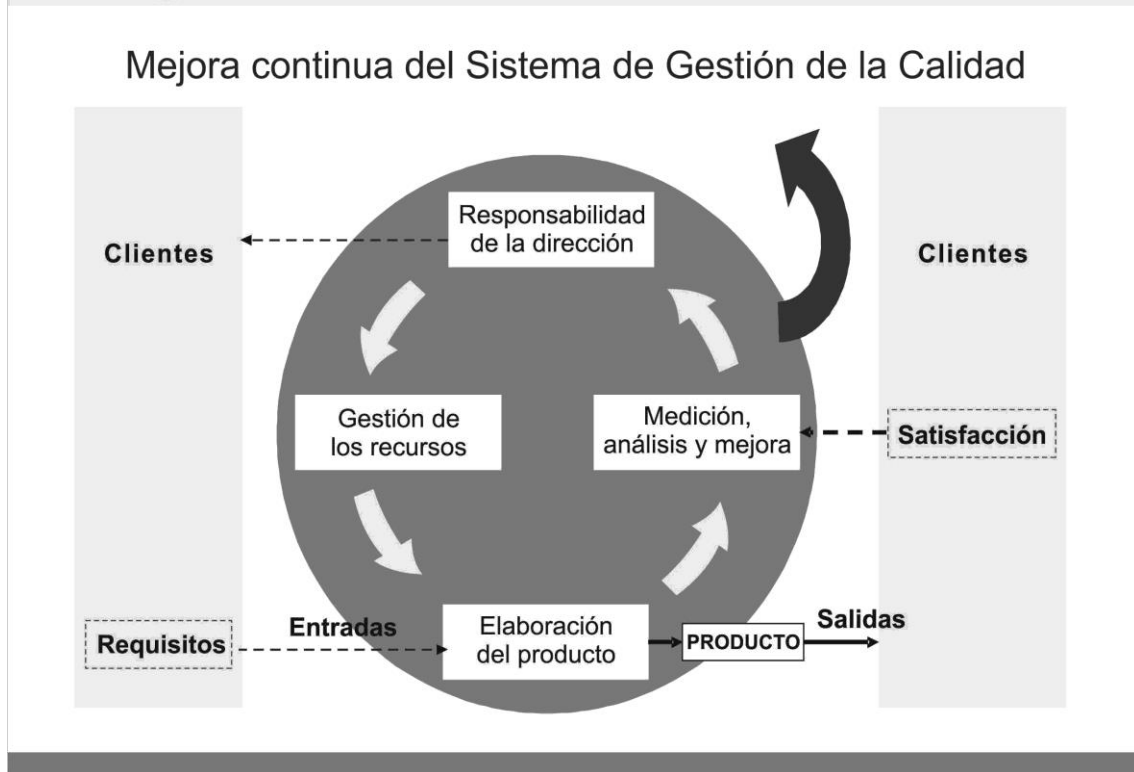 Mejora continua del Sistema de Gestión de la Calidad
Responsabilidad
de la dirección
Clientes
Clientes
Gestión de
los recursos
Medición,
análisis y mejora
Satisfacción
Requisitos
Entradas
Elaboración
del producto
PRODUCTO
Salidas